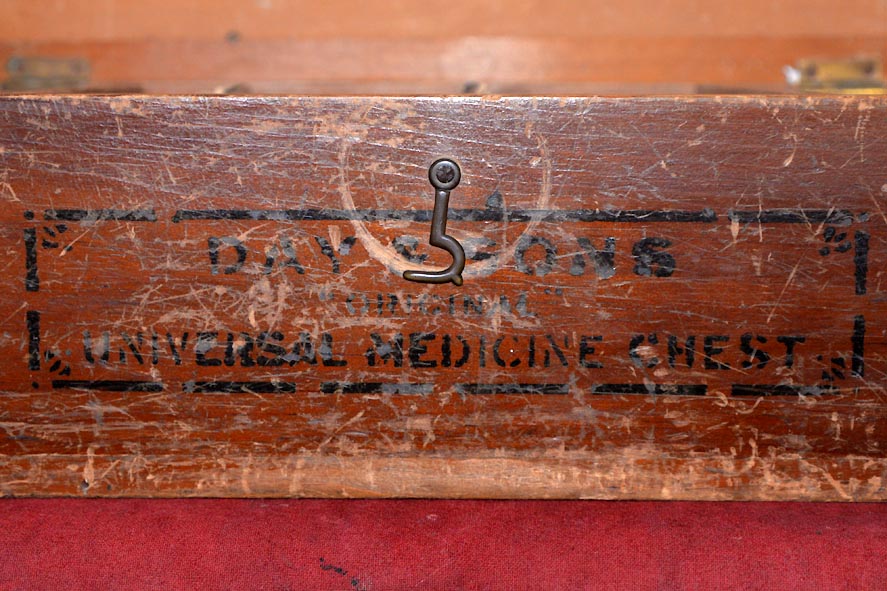 DAY & SONS
"ORIGINAL"
UNIVERSAL MEDICINE CHEST